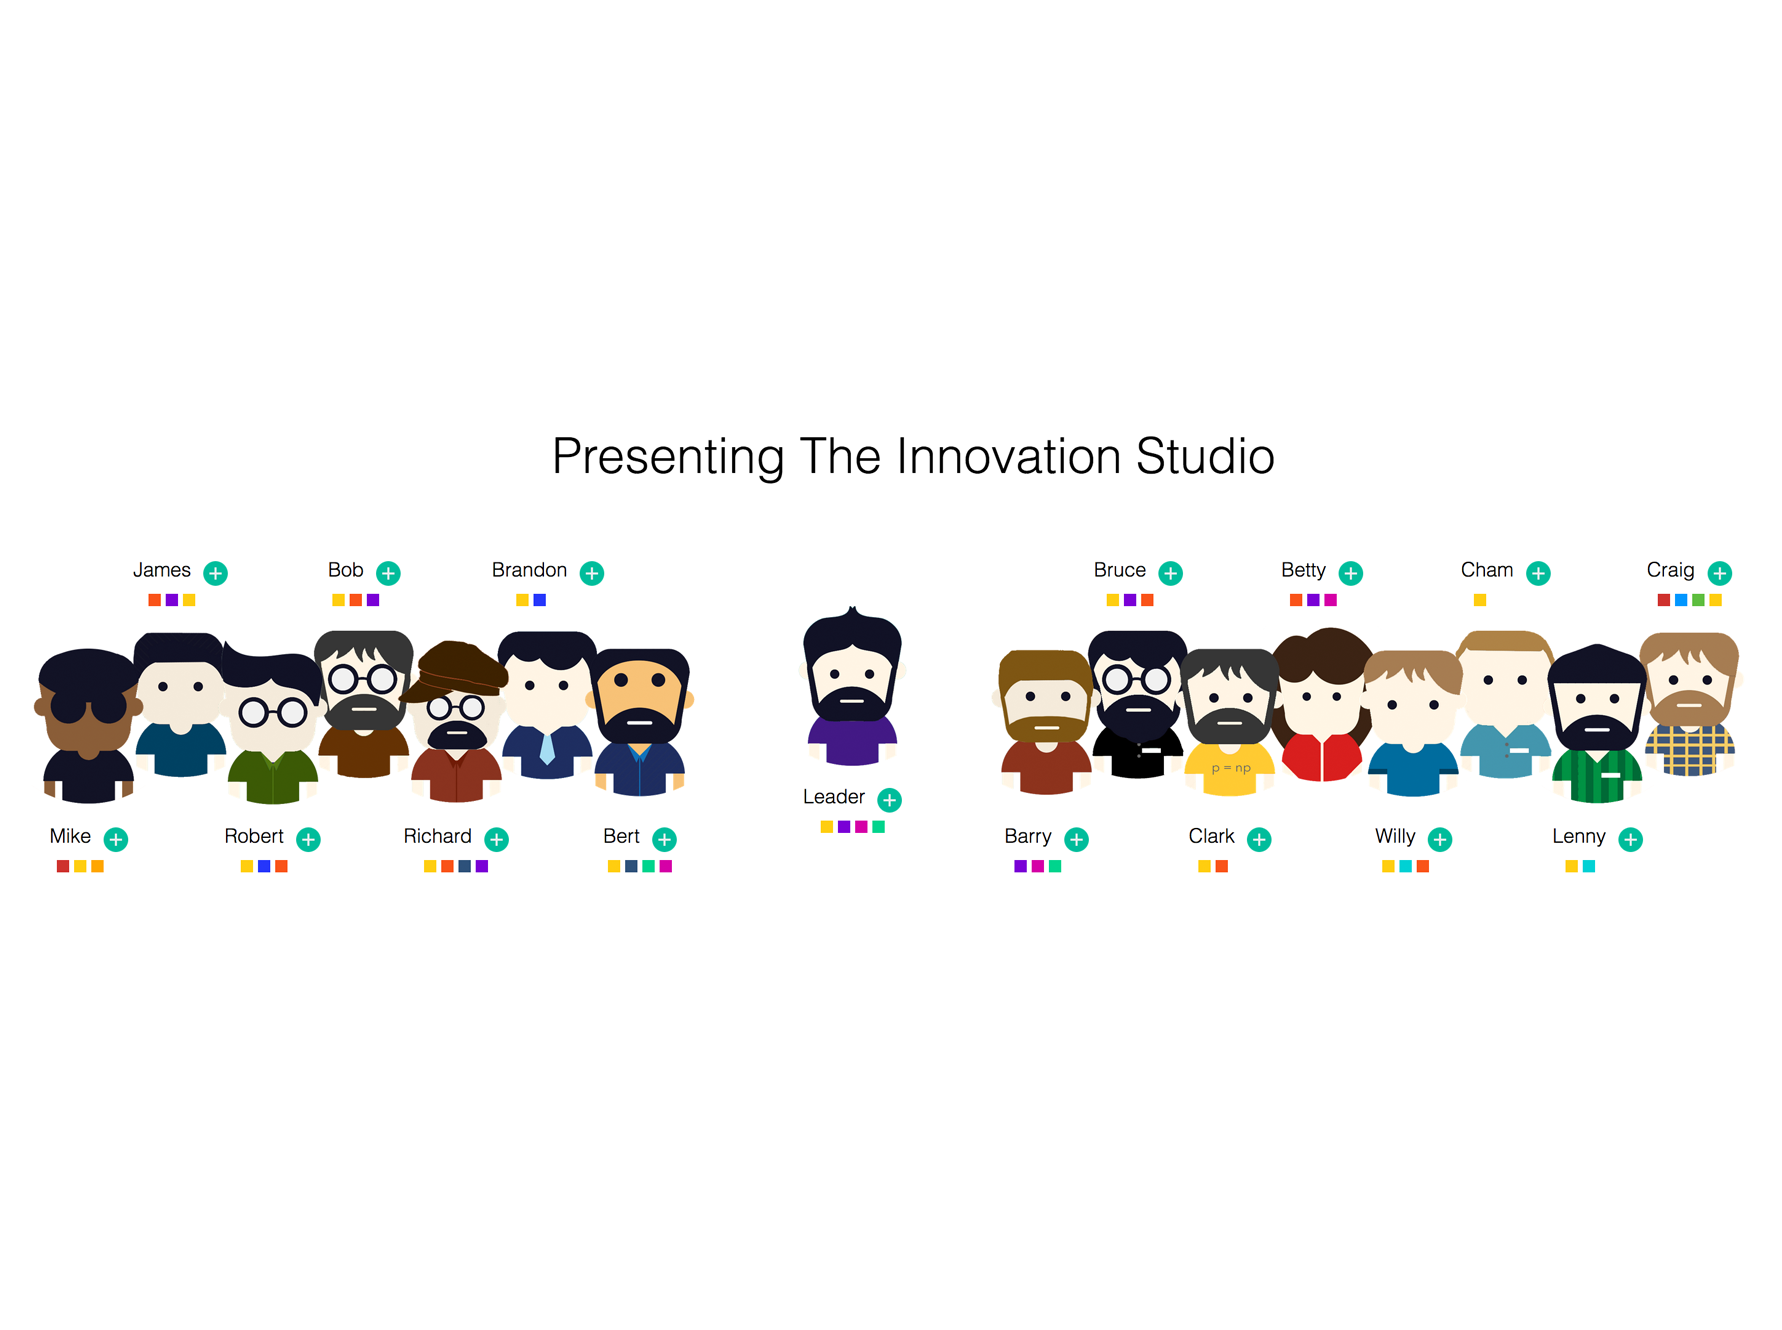 Presenting The Innovation Studio
James
Bob
Brandon
Bruce
Betty
Cham
Craig
p = np
Leader
Mike
Robert
Richard
Bert
Barry
Clark
Willy
Lenny